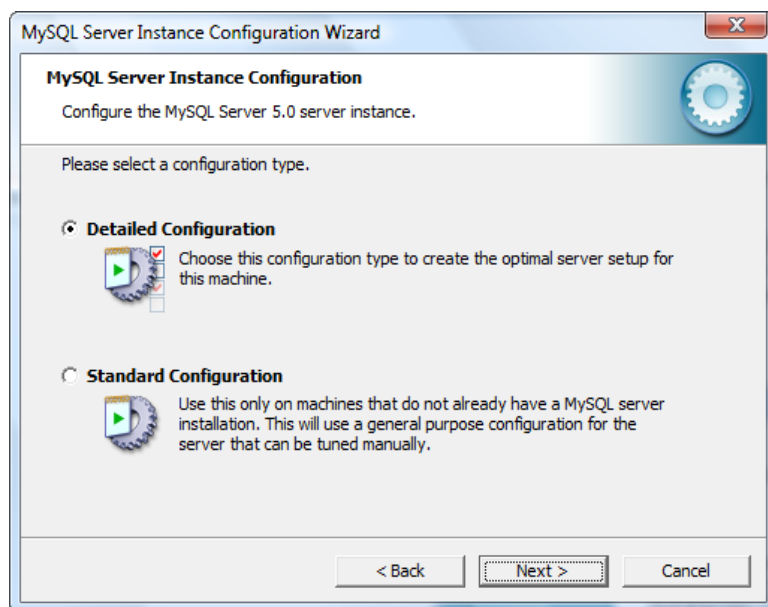 MySQL Server Instance Configuration Wizard
X
MySQL Server Instance Configuration
Configure the MySQL Server 5.0 server instance.
Please select a configuration type.
Detailed Configuration
Choose this configuration type to create the optimal server setup for
this machine.
Standard Configuration
Use this only on machines that do not already have a MySQL server
installation. This will use a general purpose configuration for the
server that can be tuned manually.
< Back Next > Cancel